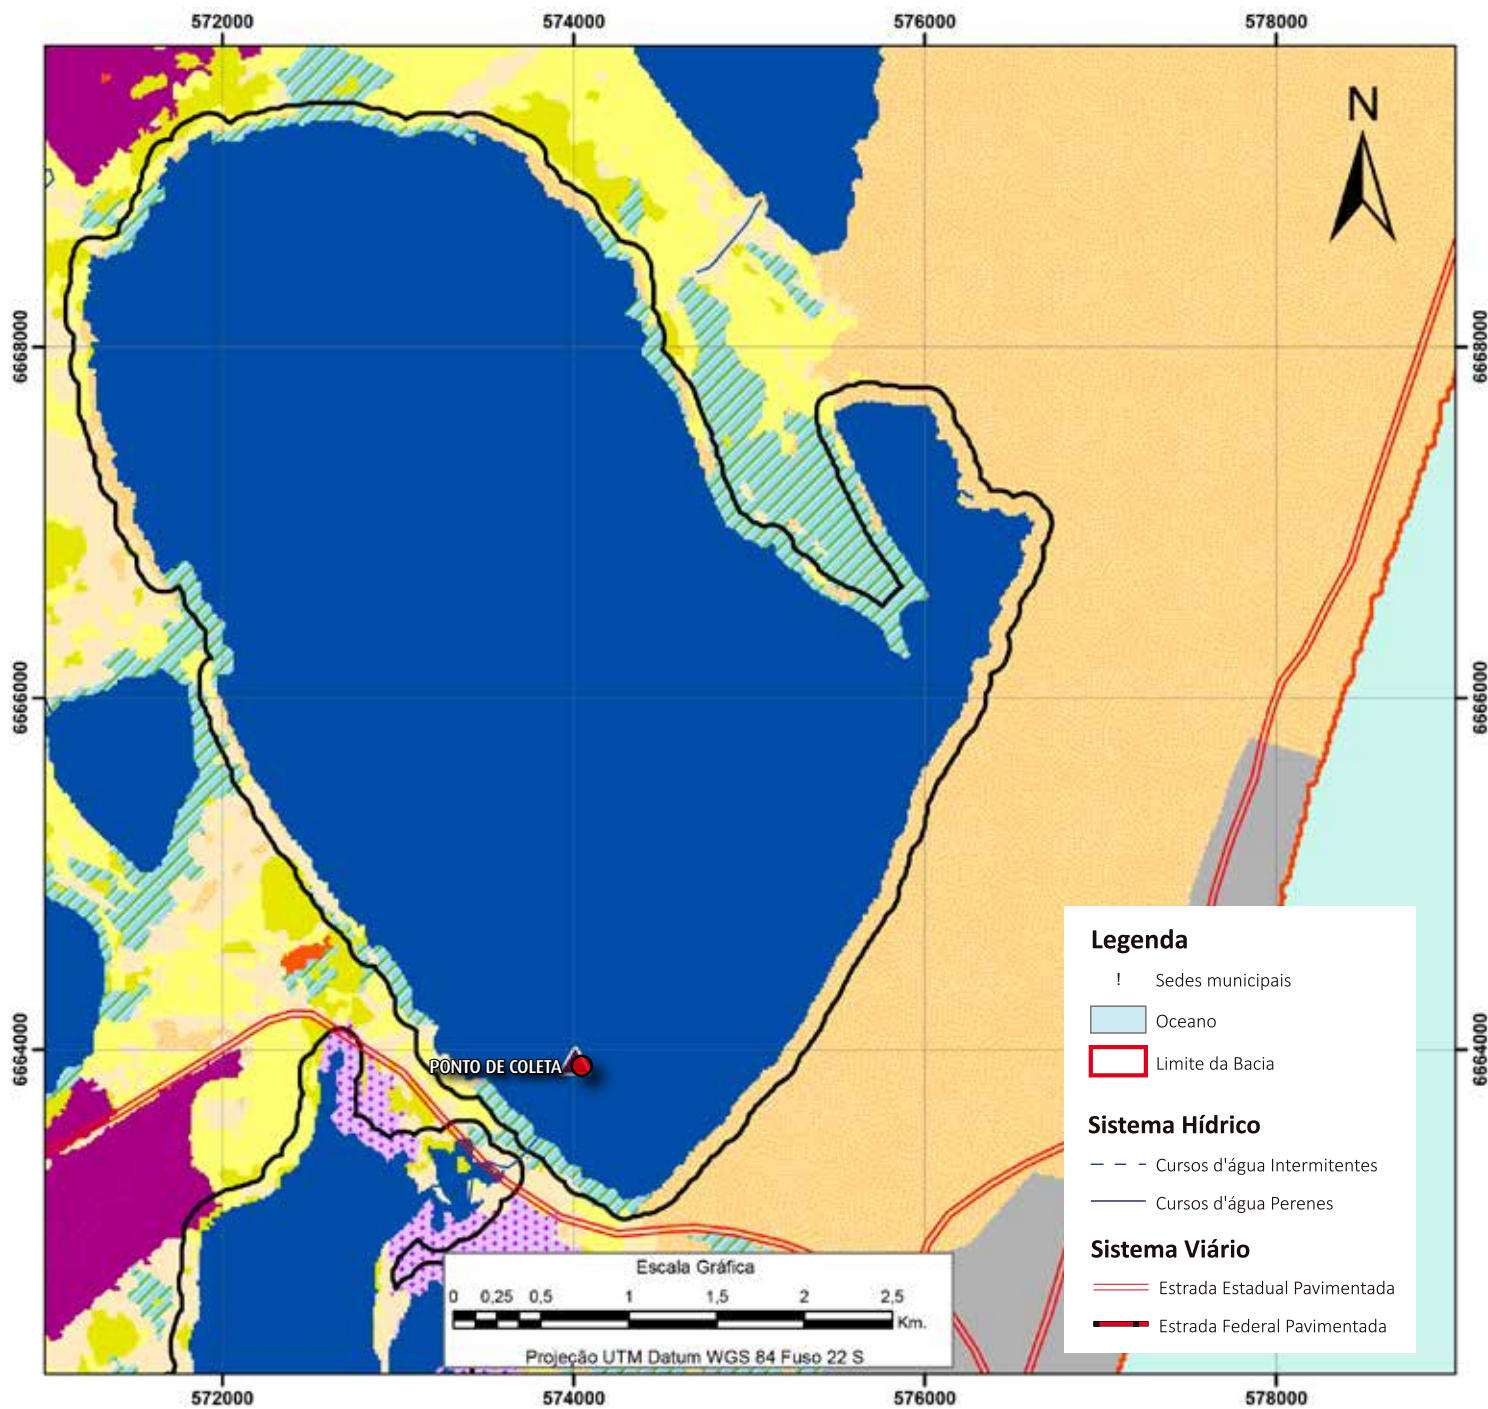 572000 574000 576000 578000
N
6668000 6668000
6666000 6666000
6664000 6664000
PONTO DE COLETA
Legenda
! Sedes municipais
Oceano
Limite da Bacia
Sistema Hídrico
Cursos d'água Intermitentes
Cursos d'água Perenes
Sistema Viário
Estrada Estadual Pavimentada
Estrada Federal Pavimentada
Escala Gráfica
0 0,25 0,5 1 1,5 2 2,5
Km.
Projeção UTM Datum WGS 84 Fuso 22 S
572000 574000 576000 578000